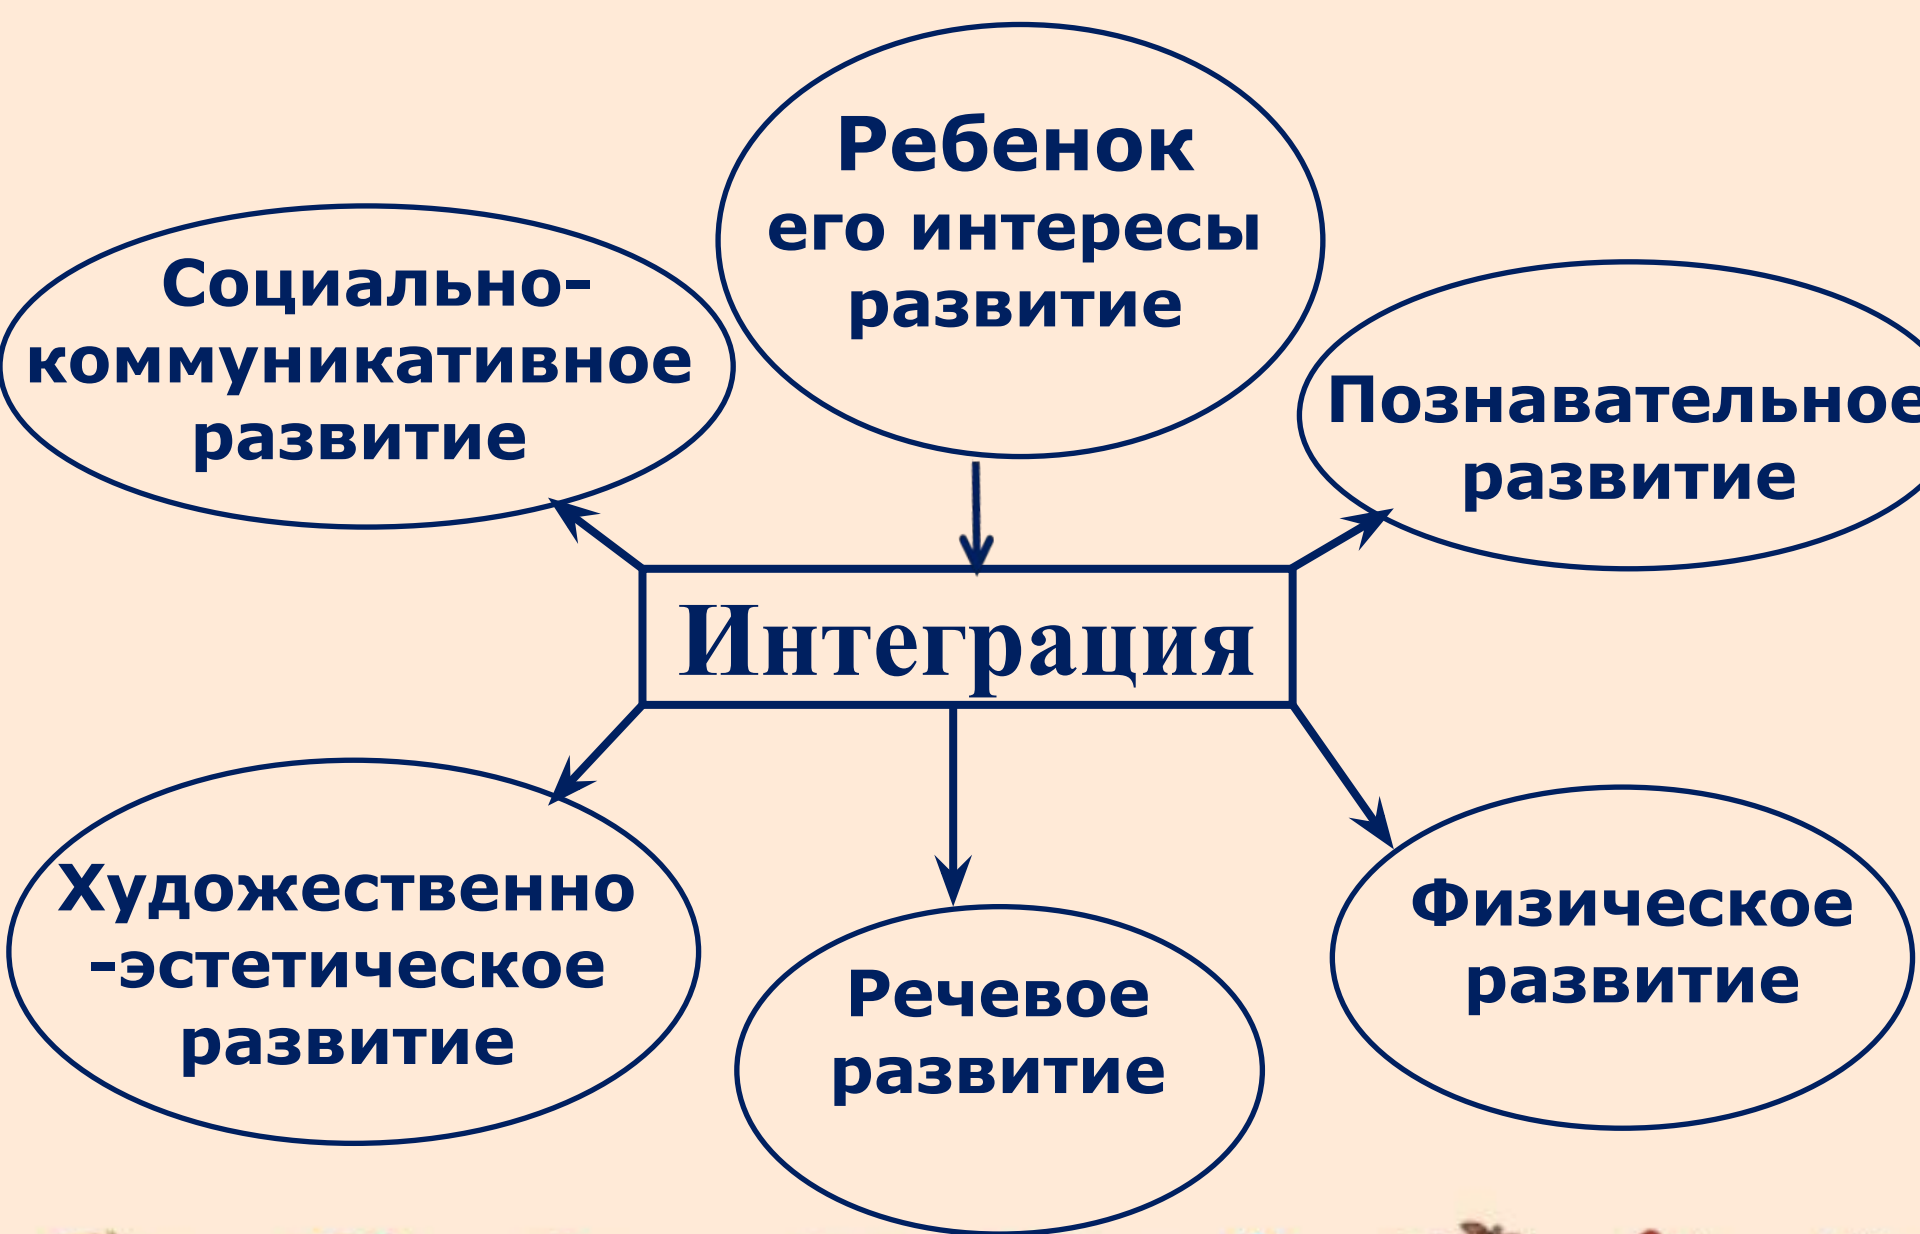 Ребенок
его интересы
развитие
Социально-
коммуникативное
развитие
Познавательное
развитие
Интеграция
Художественно
-эстетическое
развитие
Речевое
развитие
Физическое
развитие